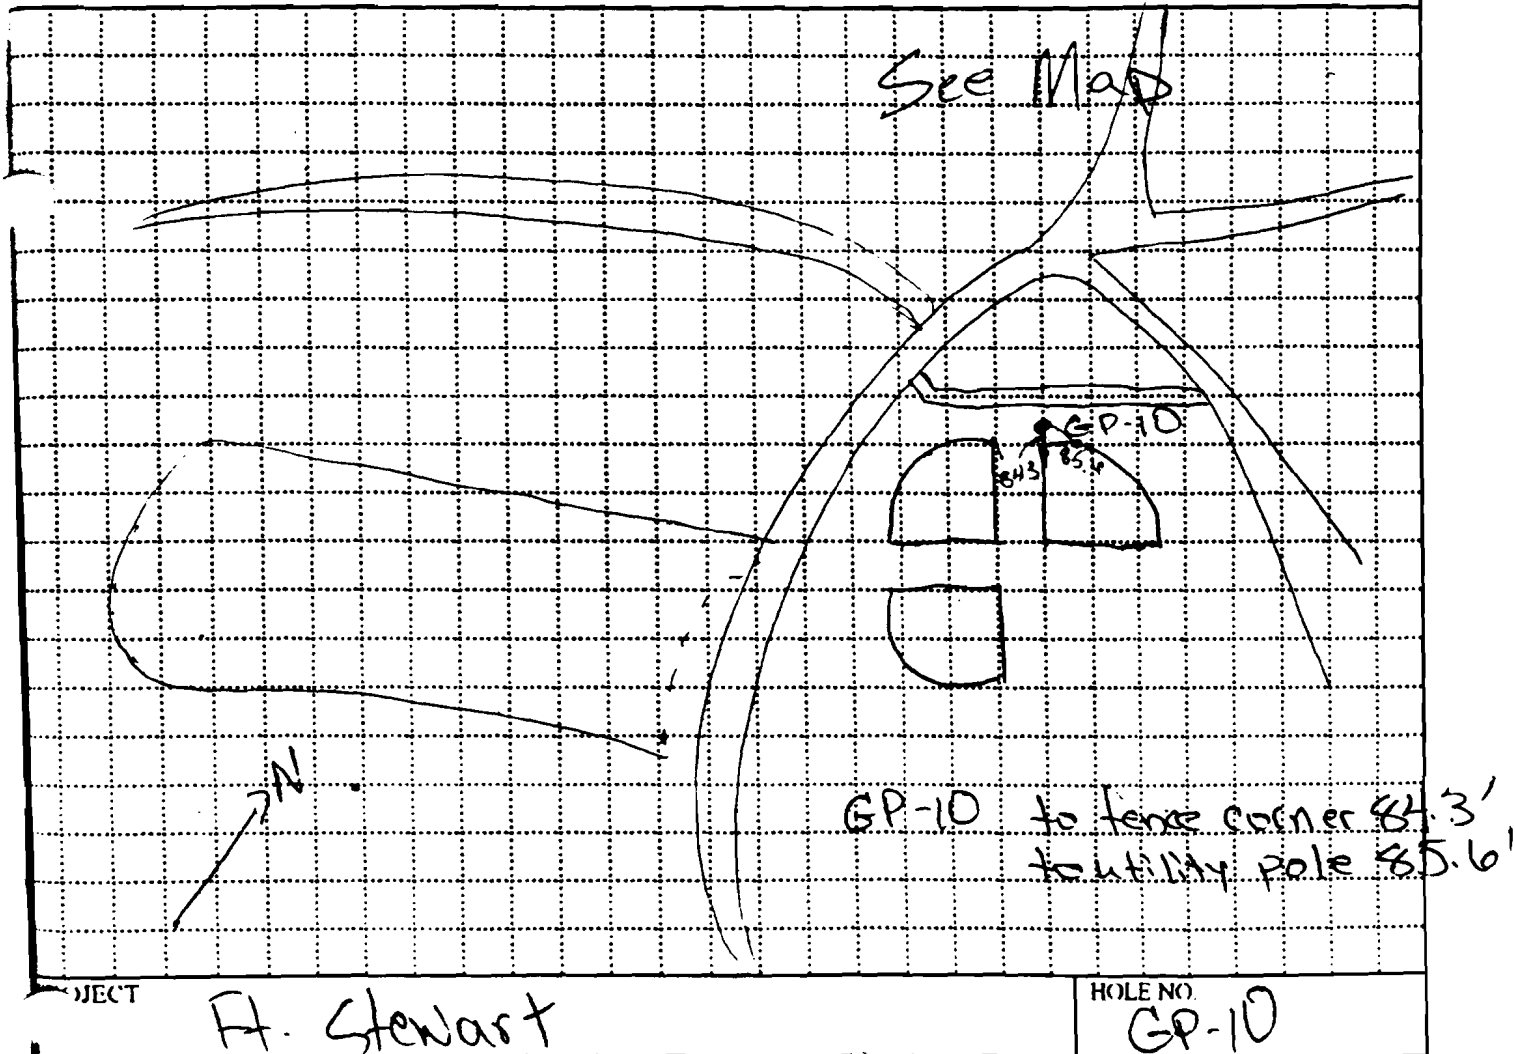 See Map
GP-10
84.3
85.6
N
GP-10 to fence corner 84.3'
to utility pole 85.6'
OJECT
Ft. Stewart
HOLE NO.
GP-10